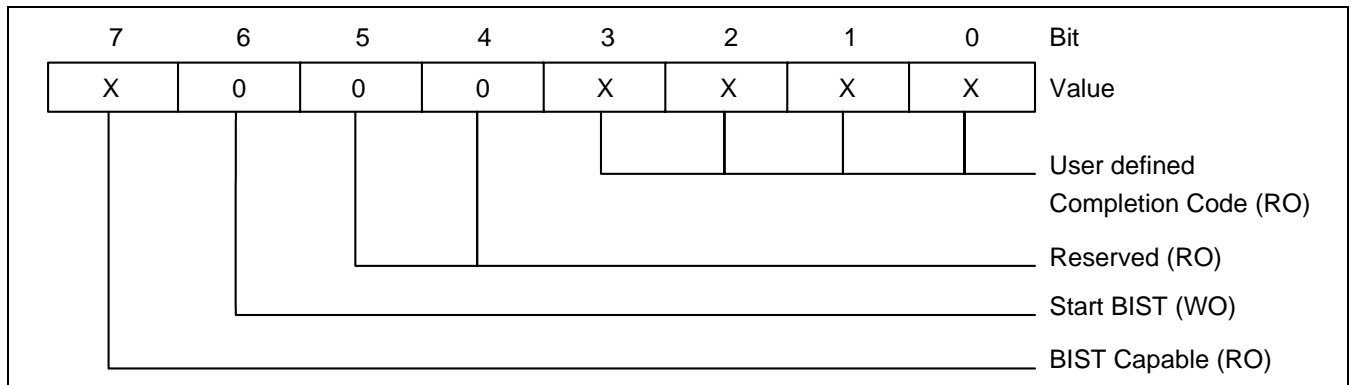 7 6 5 4 3 2 1 0 Bit
X 0 0 0 X X X X Value
User defined
Completion Code (RO)
Reserved (RO)
Start BIST (WO)
BIST Capable (RO)